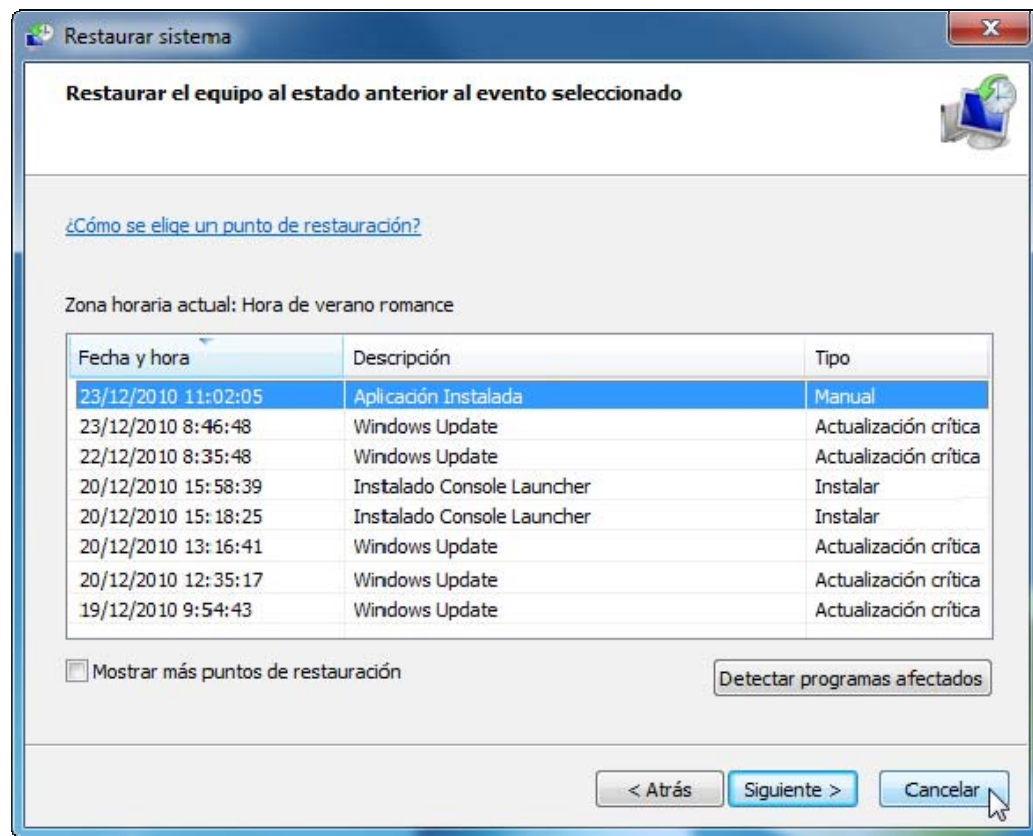 Restaurar sistema
Restaurar el equipo al estado anterior al evento seleccionado
¿Cómo se elige un punto de restauración?
Zona horaria actual: Hora de verano romance
Fecha y hora Descripción Tipo
23/12/2010 11:02:05 Aplicación Instalada Manual
23/12/2010 8:46:48 Windows Update Actualización crítica
22/12/2010 8:35:48 Windows Update Actualización crítica
20/12/2010 15:58:39 Instalado Console Launcher Instalar
20/12/2010 15:18:25 Instalado Console Launcher Instalar
20/12/2010 13:16:41 Windows Update Actualización crítica
20/12/2010 12:35:17 Windows Update Actualización crítica
19/12/2010 9:54:43 Windows Update Actualización crítica
Mostrar más puntos de restauración Detectar programas afectados
< Atrás Siguiente > Cancelar